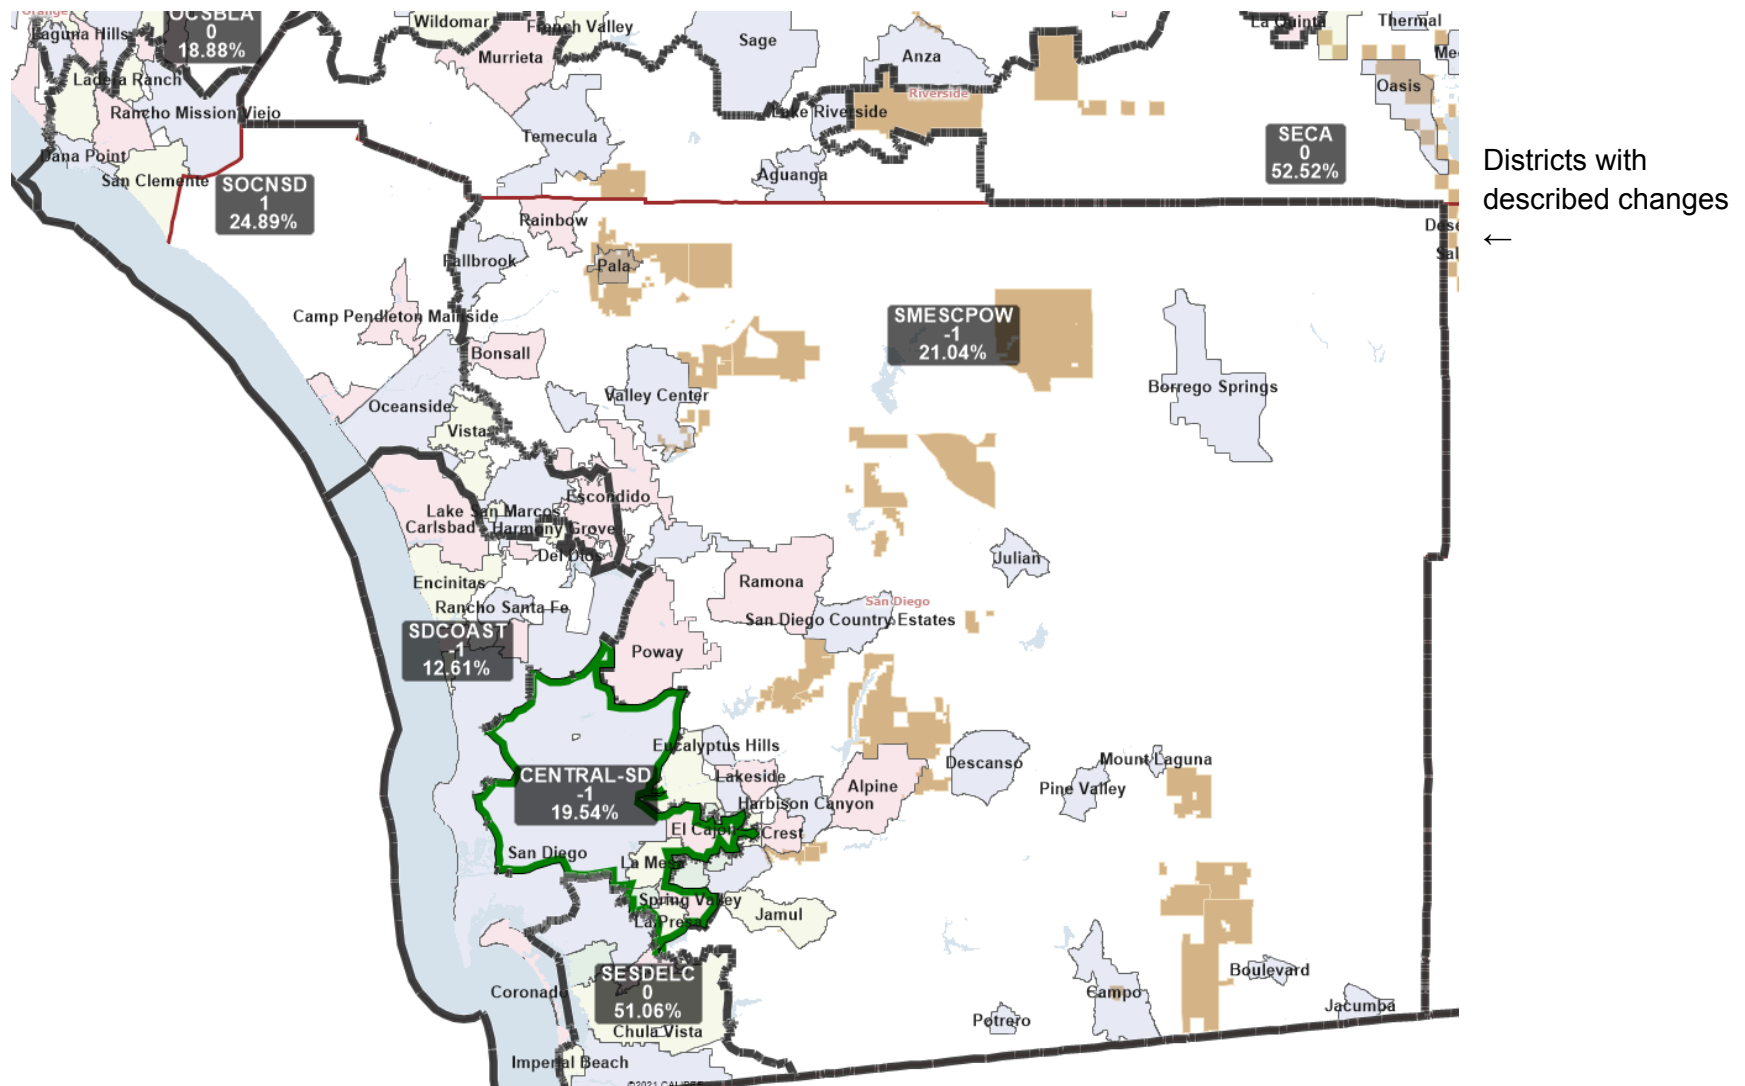 Orange
OCSBLA
0
18.88%
Laguna Hills
Ladera Ranch
Rancho Mission Viejo
Dana Point
San Clemente
SOCNSD
1
24.89%
Wildomar
French Valley
Murrieta
Temecula
Sage
Anza
Riverside
Lake Riverside
Aguanga
La Quinta
Thermal
Oasis
SECA
0
52.52%
Districts with
described changes
←
Rainbow
Fallbrook
Pala
Camp Pendleton Mainside
Bonsall
Oceanside
Vista
Valley Center
SMESCPOW
-1
21.04%
Borrego Springs
Escondido
Lake San Marcos
Carlsbad
Harmony Grove
Del Dios
Encinitas
Rancho Santa Fe
Julian
Ramona
San Diego
San Diego Country Estates
SDCOAST
-1
12.61%
Poway
Eucalyptus Hills
Lakeside
CENTRAL-SD
-1
19.54%
Harbison Canyon
Alpine
Descanso
Mount Laguna
Pine Valley
El Cajon
Crest
San Diego
La Mesa
Spring Valley
La Presa
Jamul
SESDELC
0
51.06%
Coronado
Chula Vista
Imperial Beach
Potrero
Campo
Boulevard
Jacumba
©2021 CALIPER